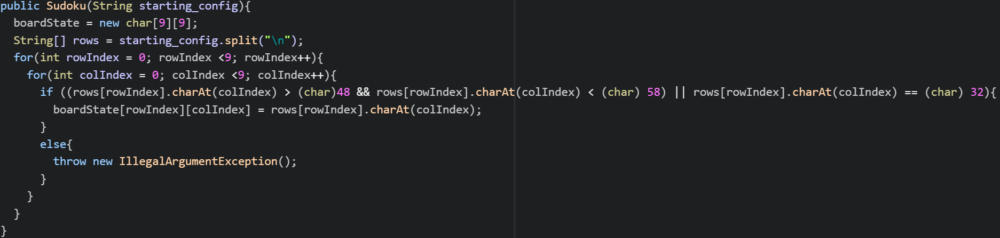 public Sudoku(String starting_config){
  boardState = new char[9][9];
  String[] rows = starting_config.split("\n");
  for(int rowIndex = 0; rowIndex <9; rowIndex++){
    for(int colIndex = 0; colIndex <9; colIndex++){
      if ((rows[rowIndex].charAt(colIndex) > (char)48 && rows[rowIndex].charAt(colIndex) < (char) 58) || rows[rowIndex].charAt(colIndex) == (char) 32){
        boardState[rowIndex][colIndex] = rows[rowIndex].charAt(colIndex);
      }
      else{
        throw new IllegalArgumentException();
      }
    }
  }
}